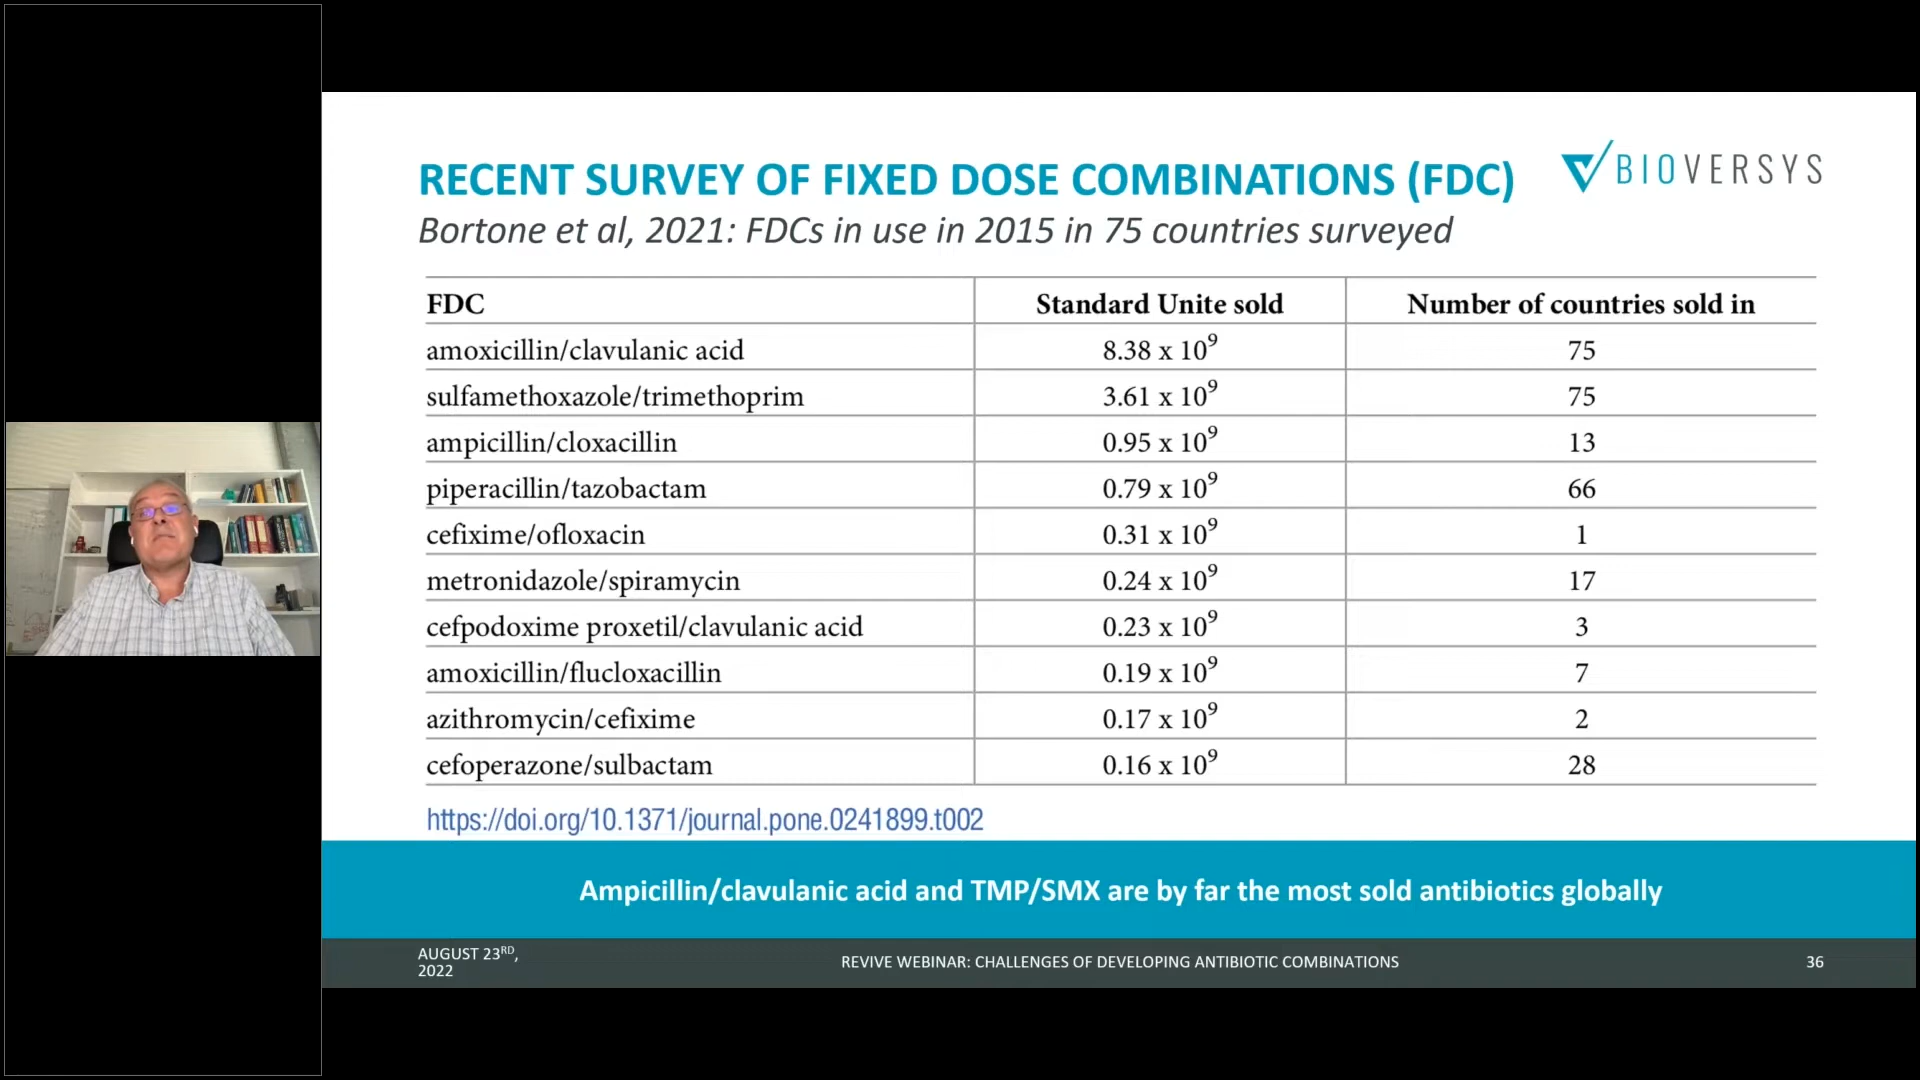 RECENT SURVEY OF FIXED DOSE COMBINATIONS (FDC)
BIOVERSYS
Bortone et al, 2021: FDCs in use in 2015 in 75 countries surveyed
FDC Standard Unite sold Number of countries sold in
amoxicillin/clavulanic acid 8.38 x 10⁹ 75
sulfamethoxazole/trimethoprim 3.61 x 10⁹ 75
ampicillin/cloxacillin 0.95 x 10⁹ 13
piperacillin/tazobactam 0.79 x 10⁹ 66
cefixime/ofloxacin 0.31 x 10⁹ 1
metronidazole/spiramycin 0.24 x 10⁹ 17
cefpodoxime proxetil/clavulanic acid 0.23 x 10⁹ 3
amoxicillin/flucloxacillin 0.19 x 10⁹ 7
azithromycin/cefixime 0.17 x 10⁹ 2
cefoperazone/sulbactam 0.16 x 10⁹ 28
https://doi.org/10.1371/journal.pone.0241899.t002
Ampicillin/clavulanic acid and TMP/SMX are by far the most sold antibiotics globally
AUGUST 23ᴿᴰ,
2022
REVIVE WEBINAR: CHALLENGES OF DEVELOPING ANTIBIOTIC COMBINATIONS
36